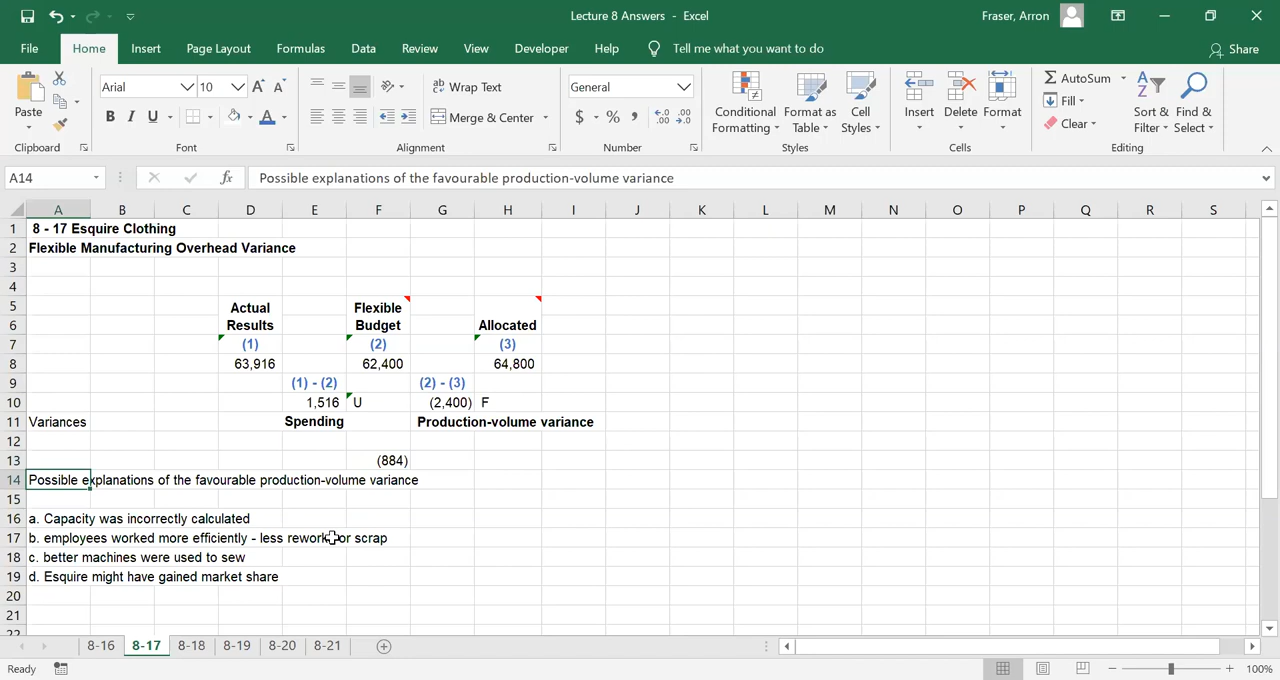 Lecture 8 Answers - Excel
Fraser, Arron
File Home Insert Page Layout Formulas Data Review View Developer Help Tell me what you want to do Share
Paste
Clipboard
Arial 10
B I U
Font
Wrap Text
Merge & Center
Alignment
General
$ % ,
Number
Conditional Formatting
Format as Table
Cell Styles
Styles
Insert Delete Format
Cells
AutoSum
Fill
Clear
Sort & Filter
Find & Select
Editing
A14 fx Possible explanations of the favourable production-volume variance
A B C D E F G H I J K L M N O P Q R S
1 8 - 17 Esquire Clothing
2 Flexible Manufacturing Overhead Variance
3
4
5 Actual Flexible
6 Results Budget Allocated
7 (1) (2) (3)
8 63,916 62,400 64,800
9 (1) - (2) (2) - (3)
10 1,516 U (2,400) F
11 Variances Spending Production-volume variance
12
13 (884)
14 Possible explanations of the favourable production-volume variance
15
16 a. Capacity was incorrectly calculated
17 b. employees worked more efficiently - less rework or scrap
18 c. better machines were used to sew
19 d. Esquire might have gained market share
20
21
22
8-16 8-17 8-18 8-19 8-20 8-21
Ready 100%